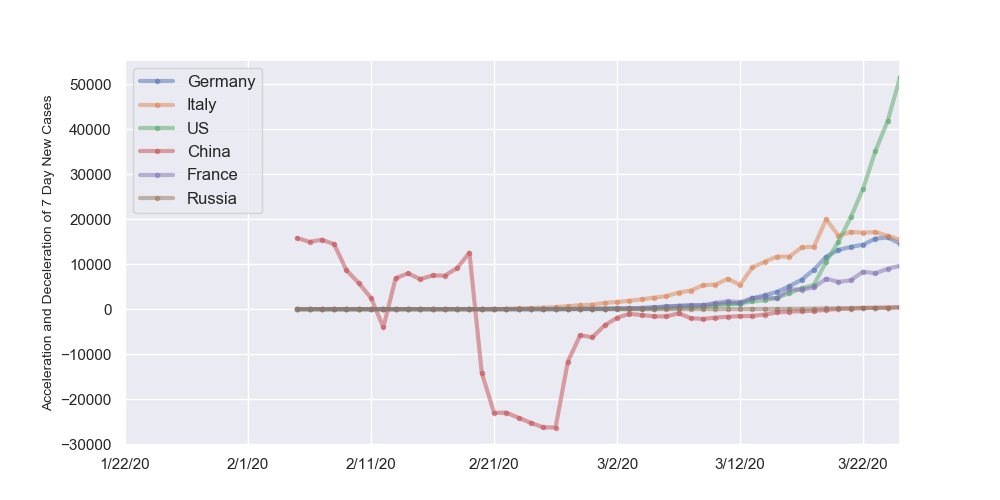 Acceleration and Deceleration of 7 Day New Cases
50000
40000
30000
20000
10000
0
−10000
−20000
−30000
Germany
Italy
US
China
France
Russia
1/22/20
2/1/20
2/11/20
2/21/20
3/2/20
3/12/20
3/22/20